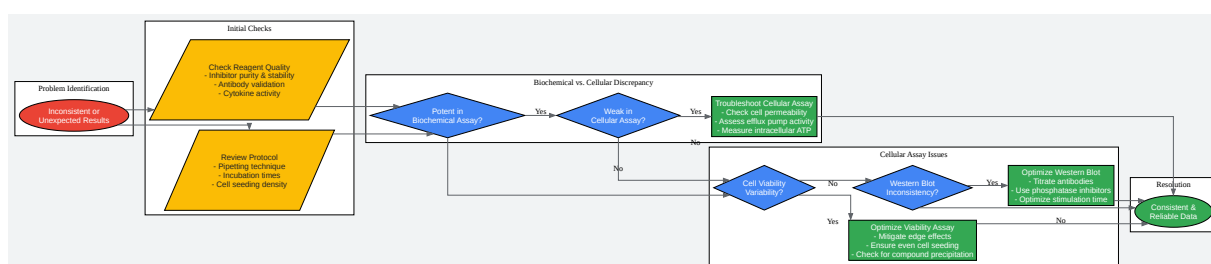 Problem Identification
Inconsistent or
Unexpected Results
Initial Checks
Check Reagent Quality
- Inhibitor purity & stability
- Antibody validation
- Cytokine activity
Review Protocol
- Pipetting technique
- Incubation times
- Cell seeding density
Biochemical vs. Cellular Discrepancy
Potent in
Biochemical Assay?
Yes
Weak in
Cellular Assay?
Yes
Troubleshoot Cellular Assay
- Check cell permeability
- Assess efflux pump activity
- Measure intracellular ATP
No
No
Cellular Assay Issues
Cell Viability
Variability?
No
Western Blot
Inconsistency?
Yes
Optimize Western Blot
- Titrate antibodies
- Use phosphatase inhibitors
- Optimize stimulation time
Yes
Optimize Viability Assay
- Mitigate edge effects
- Ensure even cell seeding
- Check for compound precipitation
No
Resolution
Consistent &
Reliable Data